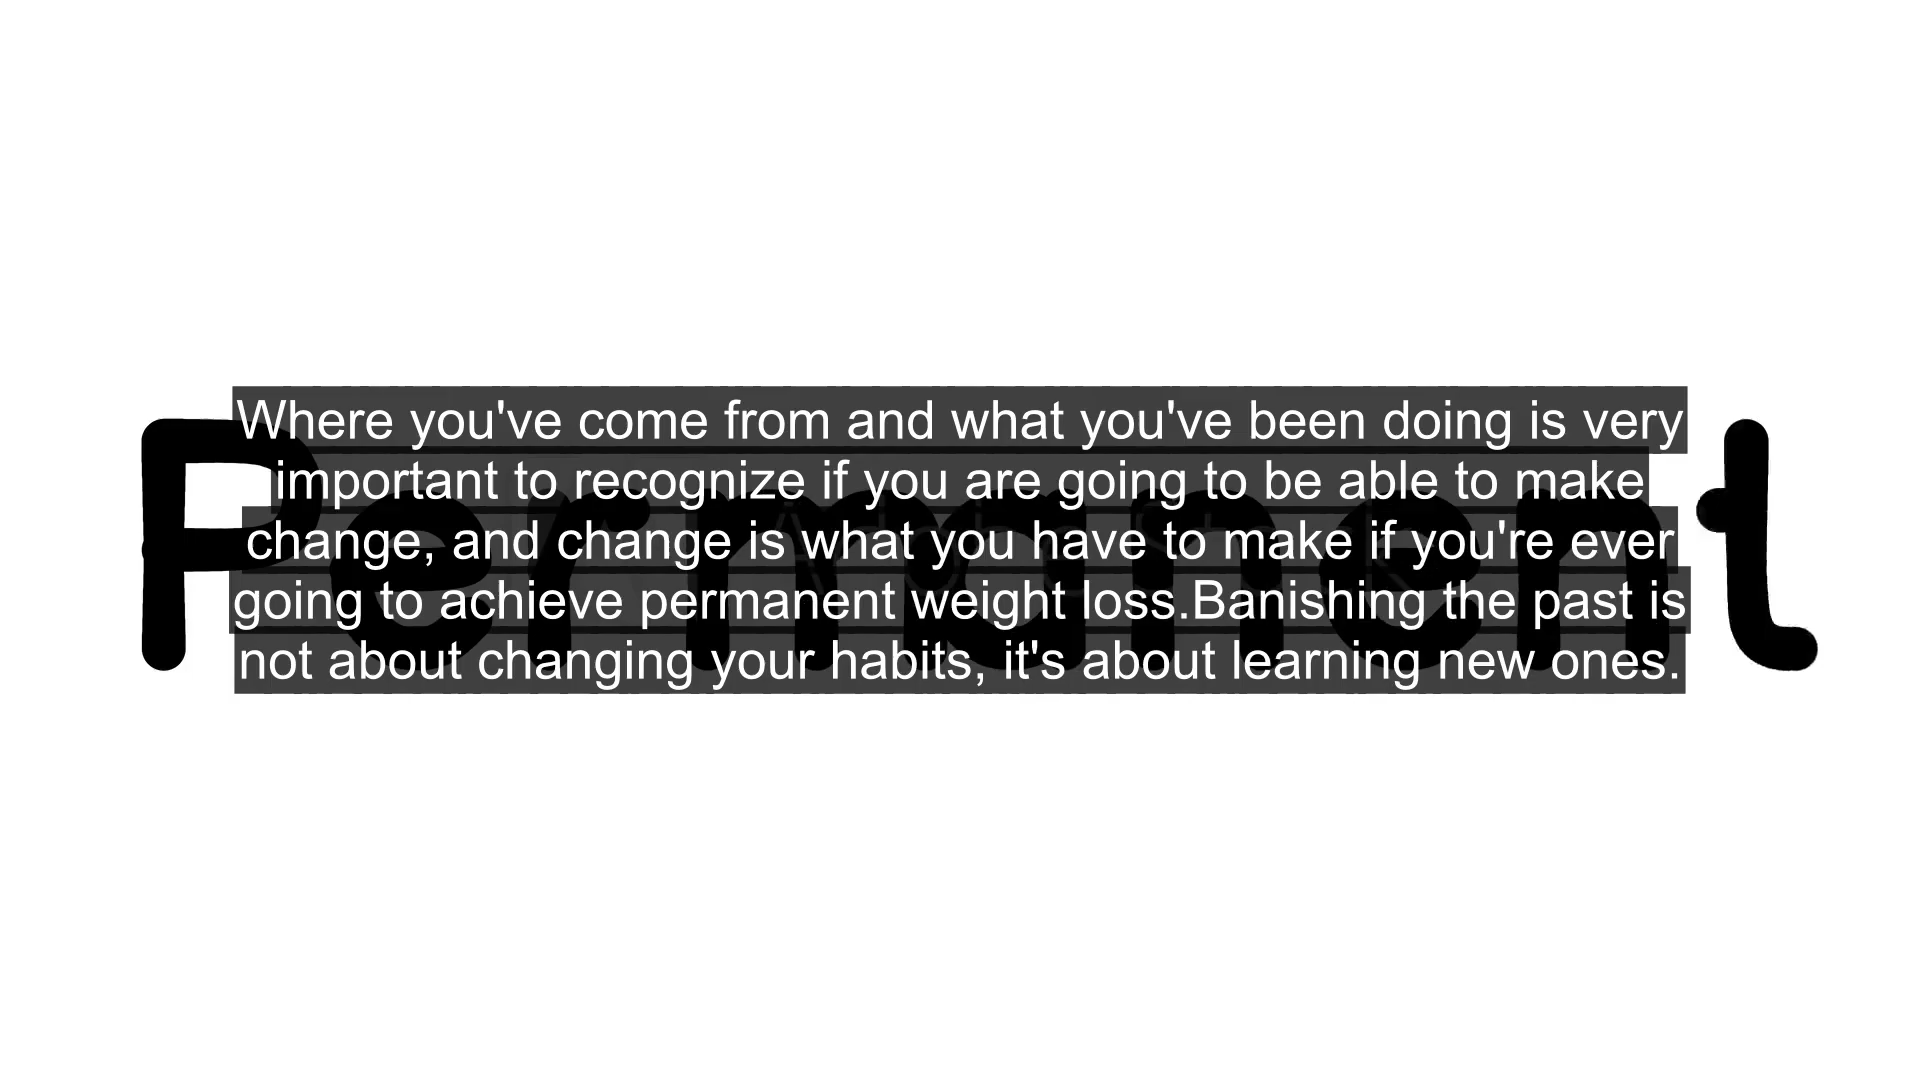 Where you've come from and what you've been doing is very
important to recognize if you are going to be able to make
change, and change is what you have to make if you're ever
going to achieve permanent weight loss.Banishing the past is
not about changing your habits, it's about learning new ones.
Permanent